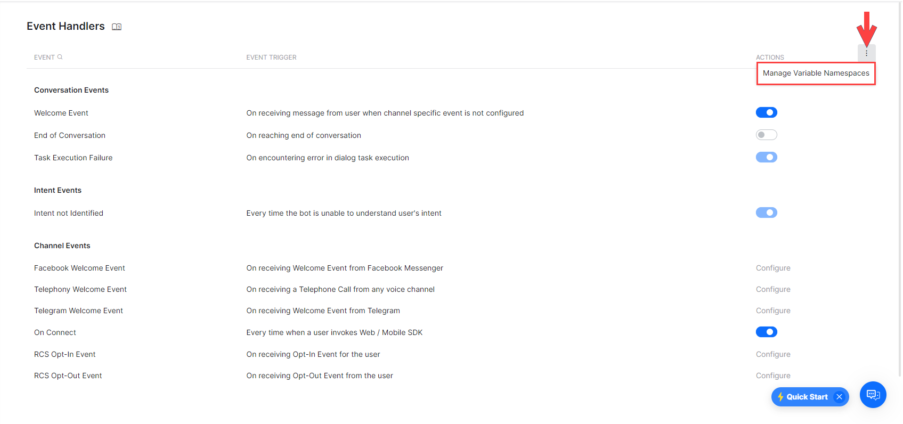 Event Handlers
EVENT EVENT TRIGGER ACTIONS
Manage Variable Namespaces
Conversation Events
Welcome Event On receiving message from user when channel specific event is not configured
End of Conversation On reaching end of conversation
Task Execution Failure On encountering error in dialog task execution
Intent Events
Intent not Identified Every time the bot is unable to understand user's intent
Channel Events
Facebook Welcome Event On receiving Welcome Event from Facebook Messenger Configure
Telephony Welcome Event On receiving a Telephone Call from any voice channel Configure
Telegram Welcome Event On receiving Welcome Event from Telegram Configure
On Connect Every time when a user invokes Web / Mobile SDK
RCS Opt-In Event On receiving Opt-In Event for the user Configure
RCS Opt-Out Event On receiving Opt-Out Event from the user Configure
Quick Start